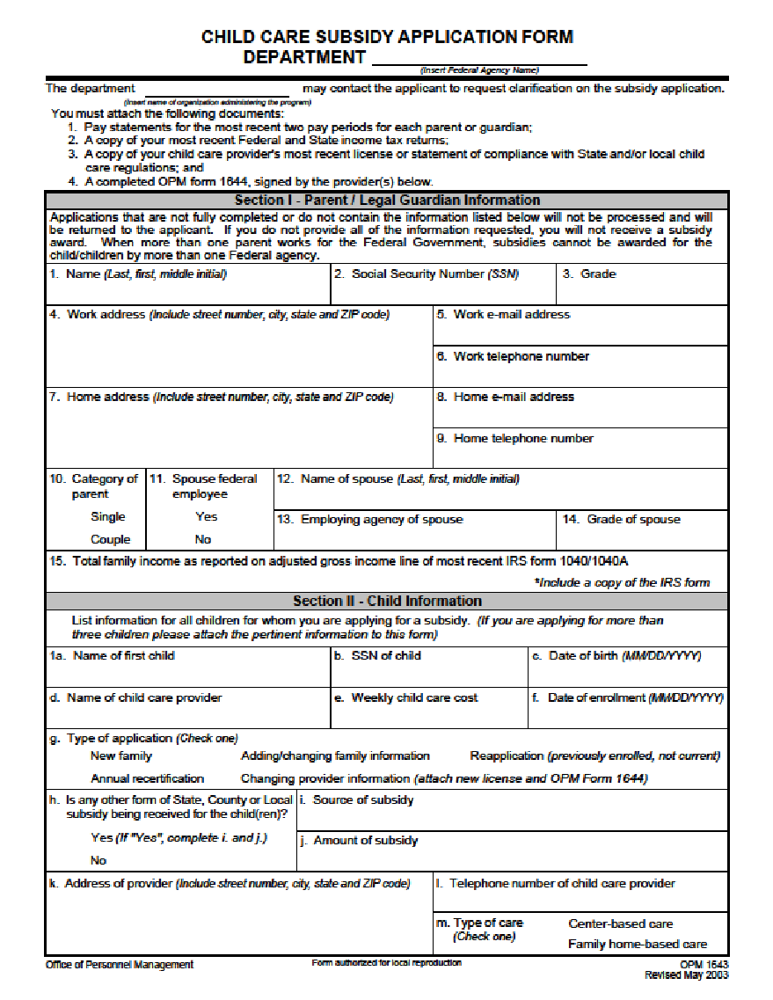 CHILD CARE SUBSIDY APPLICATION FORM
DEPARTMENT
(Insert Federal Agency Name)
The department may contact the applicant to request clarification on the subsidy application.
(Insert name of organization administering the program)
You must attach the following documents:
1. Pay statements for the most recent two pay periods for each parent or guardian;
2. A copy of your most recent Federal and State income tax returns;
3. A copy of your child care provider's most recent license or statement of compliance with State and/or local child
care regulations; and
4. A completed OPM form 1644, signed by the provider(s) below.
Section I - Parent / Legal Guardian Information
Applications that are not fully completed or do not contain the information listed below will not be processed and will
be returned to the applicant. If you do not provide all of the information requested, you will not receive a subsidy
award. When more than one parent works for the Federal Government, subsidies cannot be awarded for the
child/children by more than one Federal agency.
1. Name (Last, first, middle initial)
2. Social Security Number (SSN)
3. Grade
4. Work address (Include street number, city, state and ZIP code)
5. Work e-mail address
6. Work telephone number
7. Home address (Include street number, city, state and ZIP code)
8. Home e-mail address
9. Home telephone number
10. Category of
parent
Single
Couple
11. Spouse federal
employee
Yes
No
12. Name of spouse (Last, first, middle initial)
13. Employing agency of spouse
14. Grade of spouse
15. Total family income as reported on adjusted gross income line of most recent IRS form 1040/1040A
*Include a copy of the IRS form
Section II - Child Information
List information for all children for whom you are applying for a subsidy. (If you are applying for more than
three children please attach the pertinent information to this form)
1a. Name of first child
b. SSN of child
c. Date of birth (MM/DD/YYYY)
d. Name of child care provider
e. Weekly child care cost
f. Date of enrollment (MM/DD/YYYY)
g. Type of application (Check one)
New family
Adding/changing family information
Reapplication (previously enrolled, not current)
Annual recertification
Changing provider information (attach new license and OPM Form 1644)
h. Is any other form of State, County or Local
subsidy being received for the child(ren)?
Yes (If "Yes", complete i. and j.)
No
i. Source of subsidy
j. Amount of subsidy
k. Address of provider (Include street number, city, state and ZIP code)
l. Telephone number of child care provider
m. Type of care
(Check one)
Center-based care
Family home-based care
Office of Personnel Management
Form authorized for local reproduction
OPM 1643
Revised May 2003